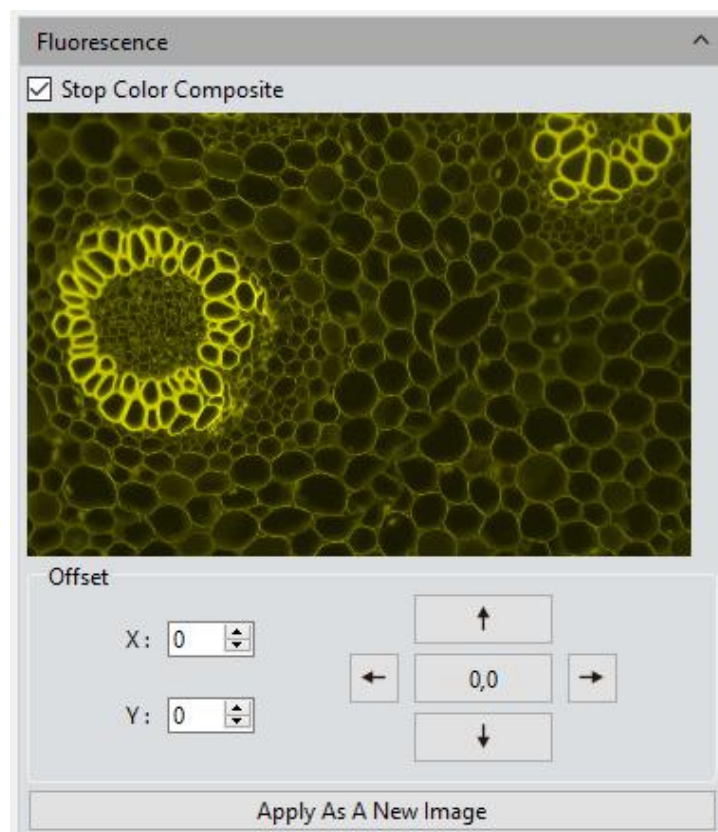 Fluorescence
Stop Color Composite
Offset
X: 0
Y: 0
0,0
Apply As A New Image